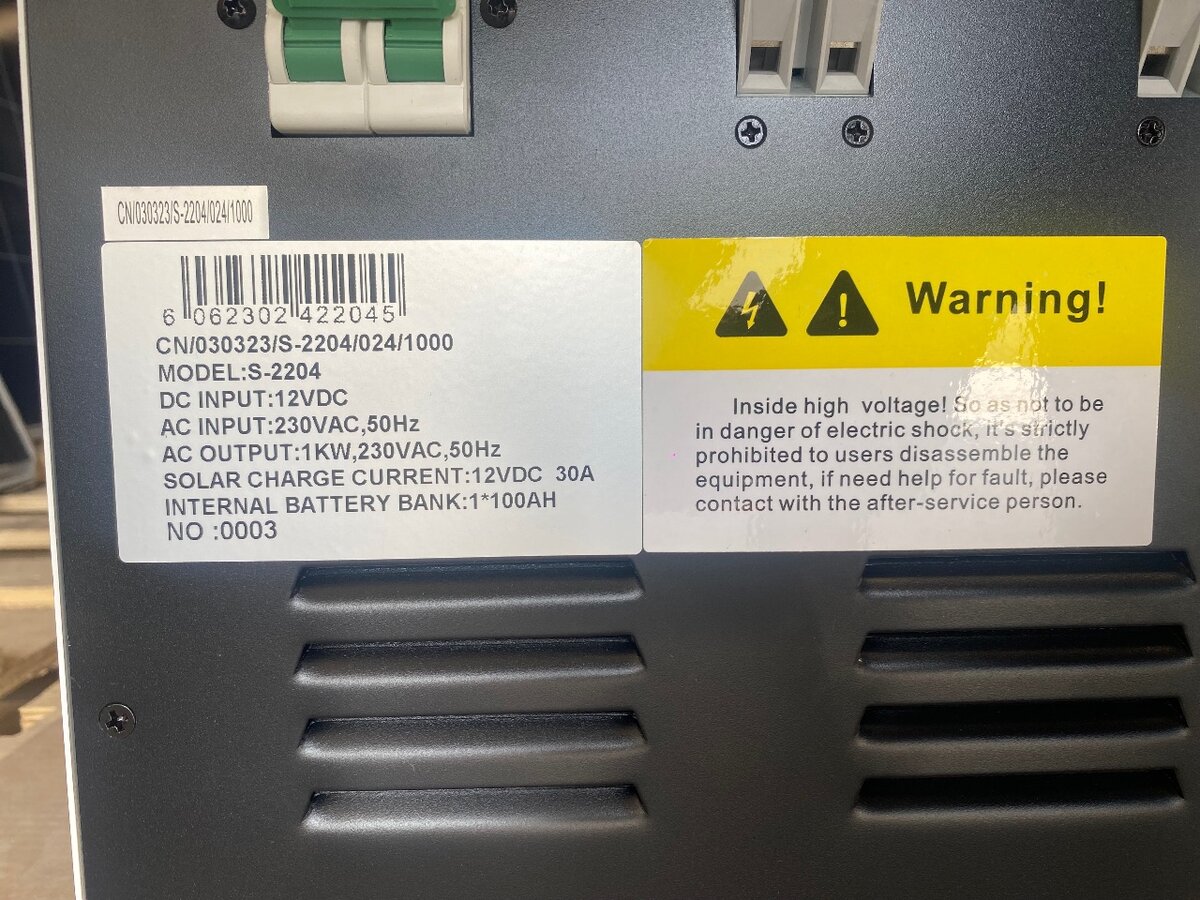 CN/030323/S-2204/024/1000
6 062302 422045
CN/030323/S-2204/024/1000
MODEL:S-2204
DC INPUT:12VDC
AC INPUT:230VAC,50Hz
AC OUTPUT:1KW,230VAC,50Hz
SOLAR CHARGE CURRENT:12VDC 30A
INTERNAL BATTERY BANK:1*100AH
NO :0003
Warning!
Inside high voltage! So as not to be
in danger of electric shock, it's strictly
prohibited to users disassemble the
equipment, if need help for fault, please
contact with the after-service person.